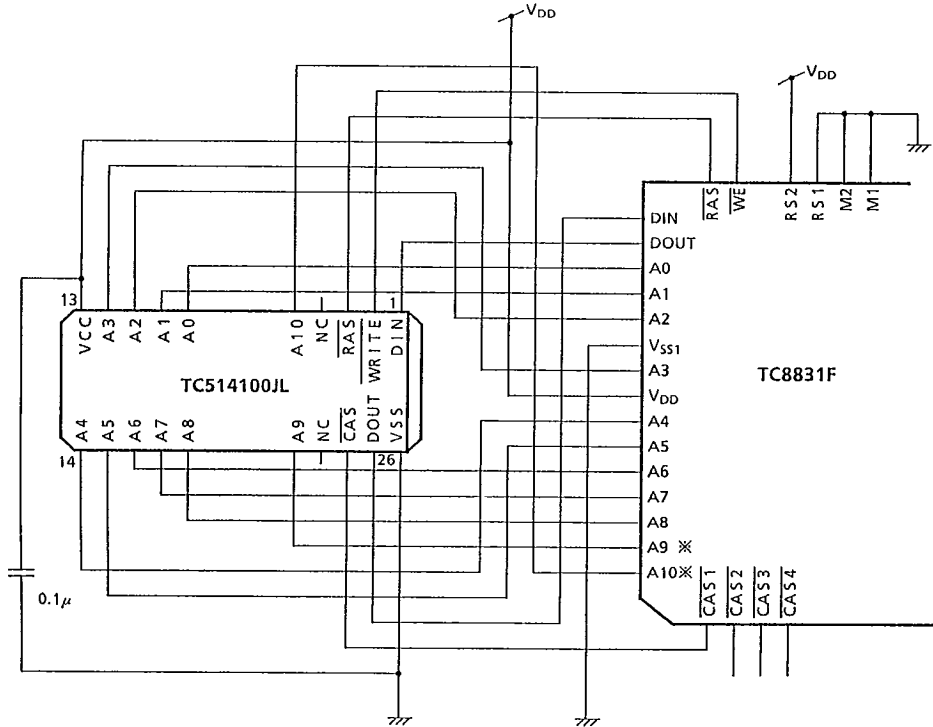 VDD
VDD
RAS
WE
RS2
RS1
M2
M1
DIN
DOUT
A0
A1
A2
VSS1
A3
VDD
A4
A5
A6
A7
A8
A9 ※
A10※
TC8831F
CAS1
CAS2
CAS3
CAS4
13
1
VCC
A3
A2
A1
A0
A10
NC
RAS
WRITE
DIN
TC514100JL
A4
A5
A6
A7
A8
A9
NC
CAS
DOUT
VSS
14
26
0.1μ